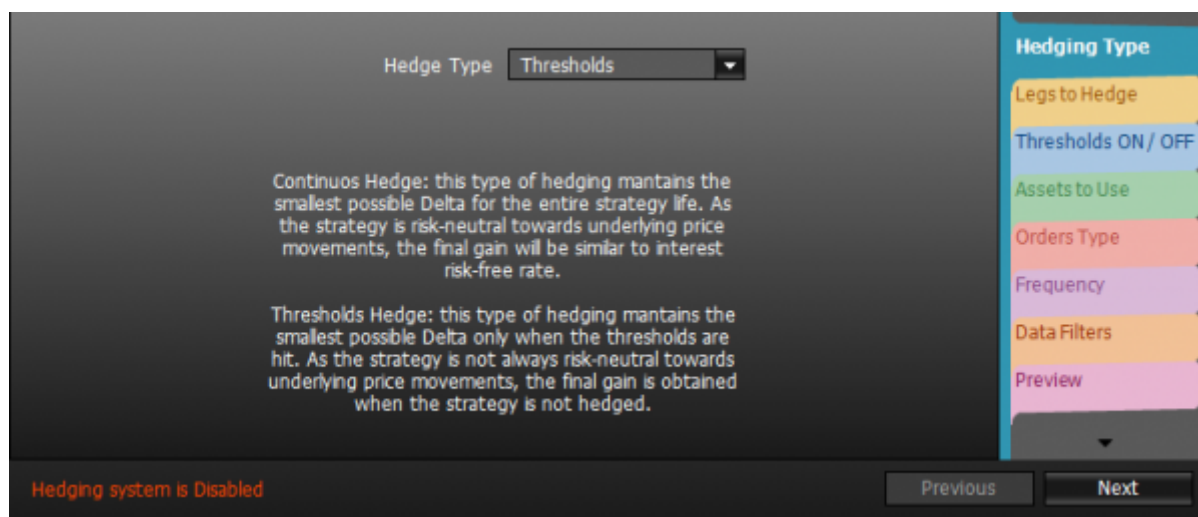 Hedge Type Thresholds
Continuos Hedge: this type of hedging mantains the
smallest possible Delta for the entire strategy life. As
the strategy is risk-neutral towards underlying price
movements, the final gain will be similar to interest
risk-free rate.
Thresholds Hedge: this type of hedging mantains the
smallest possible Delta only when the thresholds are
hit. As the strategy is not always risk-neutral towards
underlying price movements, the final gain is obtained
when the strategy is not hedged.
Hedging Type
Legs to Hedge
Thresholds ON / OFF
Assets to Use
Orders Type
Frequency
Data Filters
Preview
Hedging system is Disabled
Previous
Next